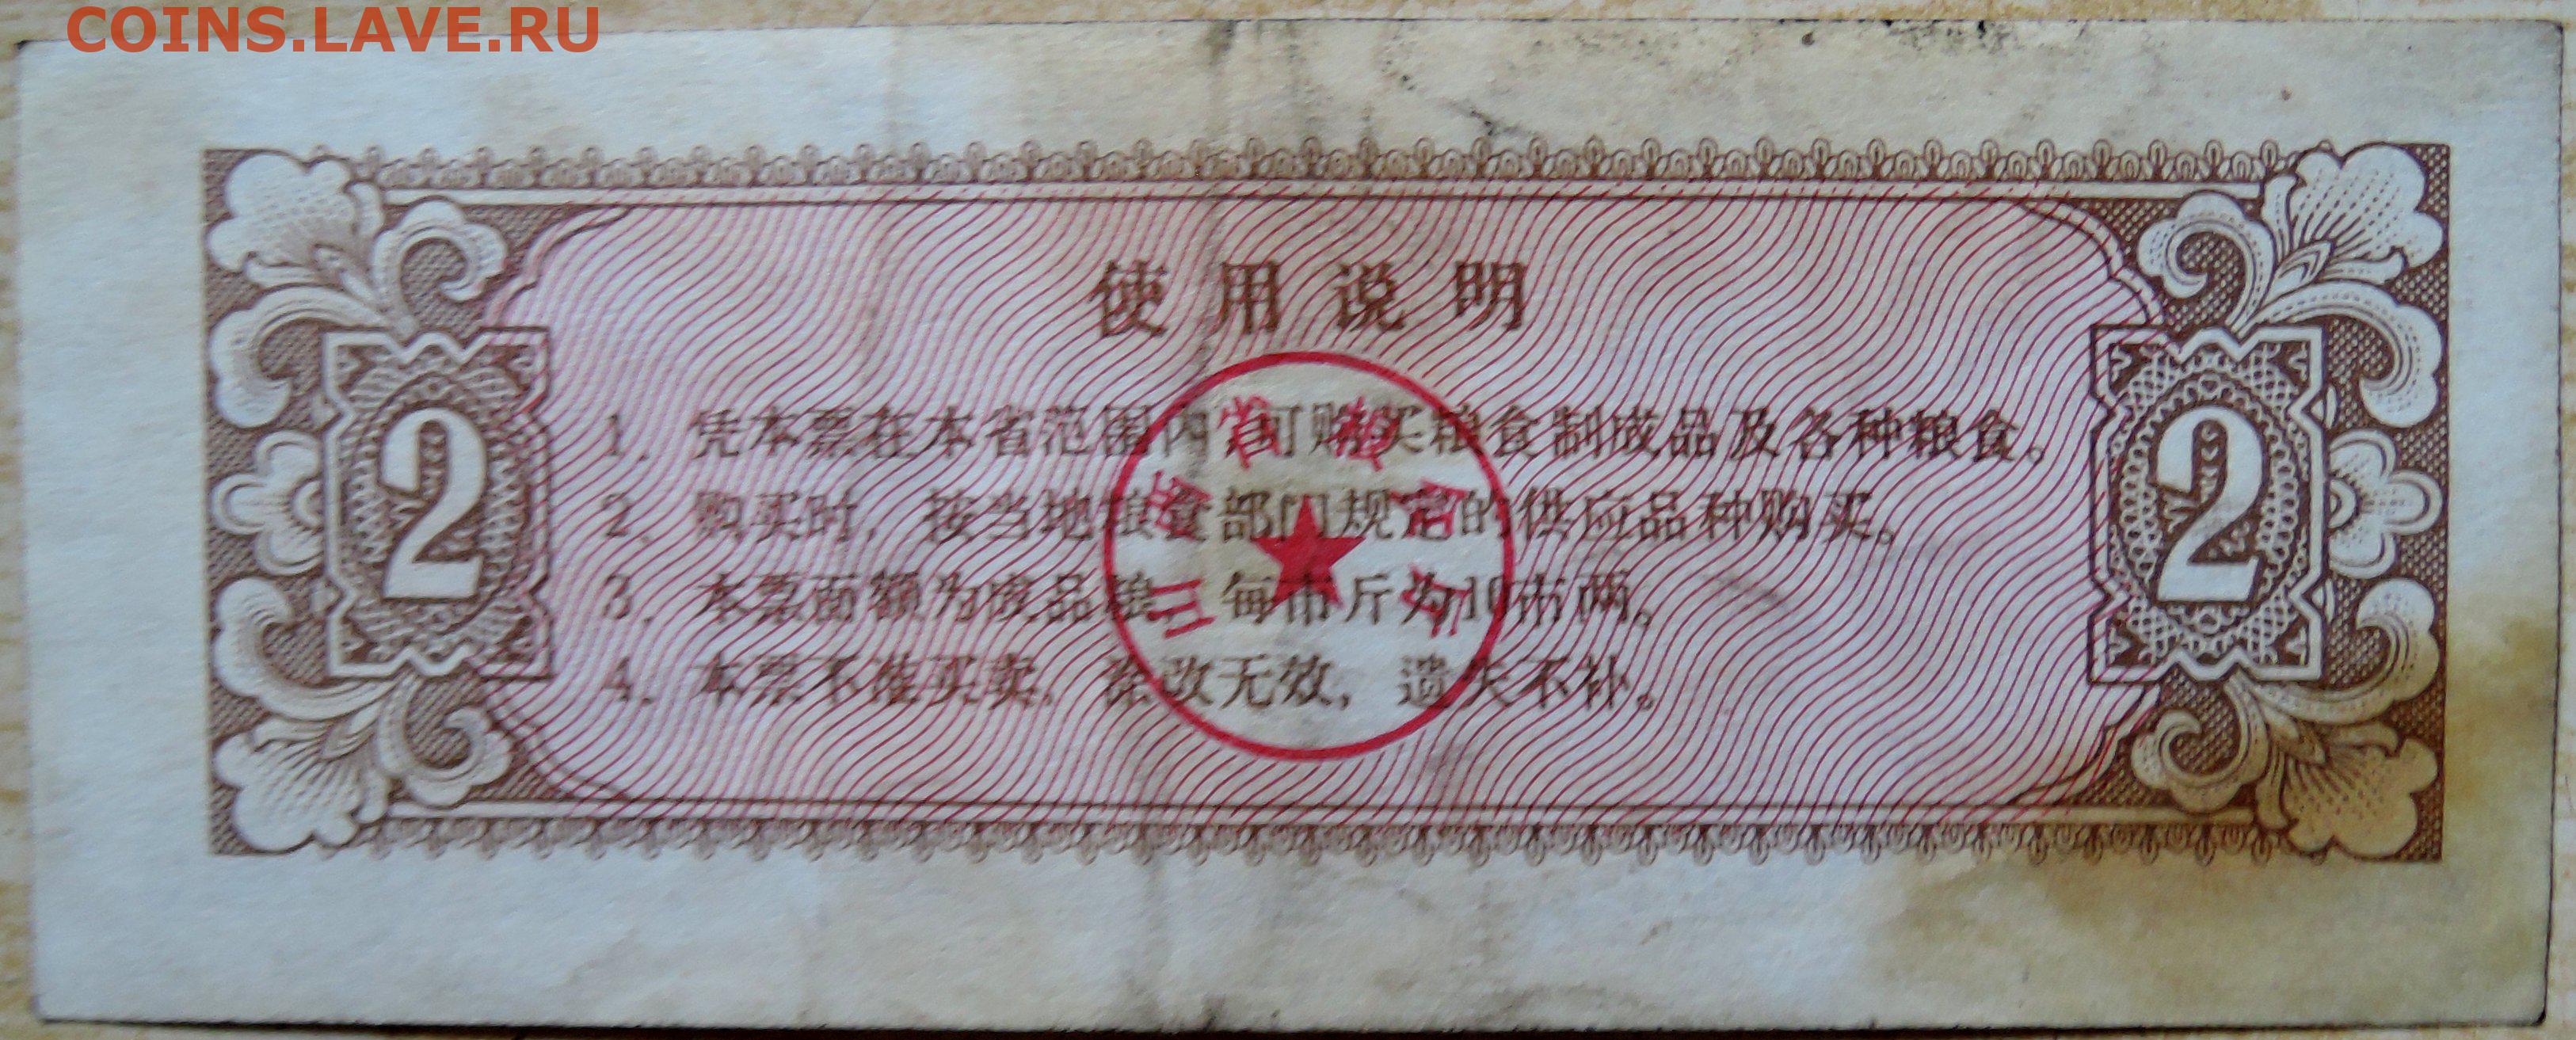 COINS.LAVE.RU
使用说明
2
1. 凭本票在本省范围内，可购买粮食制成品及各种粮食。
2. 购买时，按当地粮食部门规定的供应品种购买。
3. 本票面额为成品粮，每市斤为10市两。
4. 本票不准买卖，涂改无效，遗失不补。
2